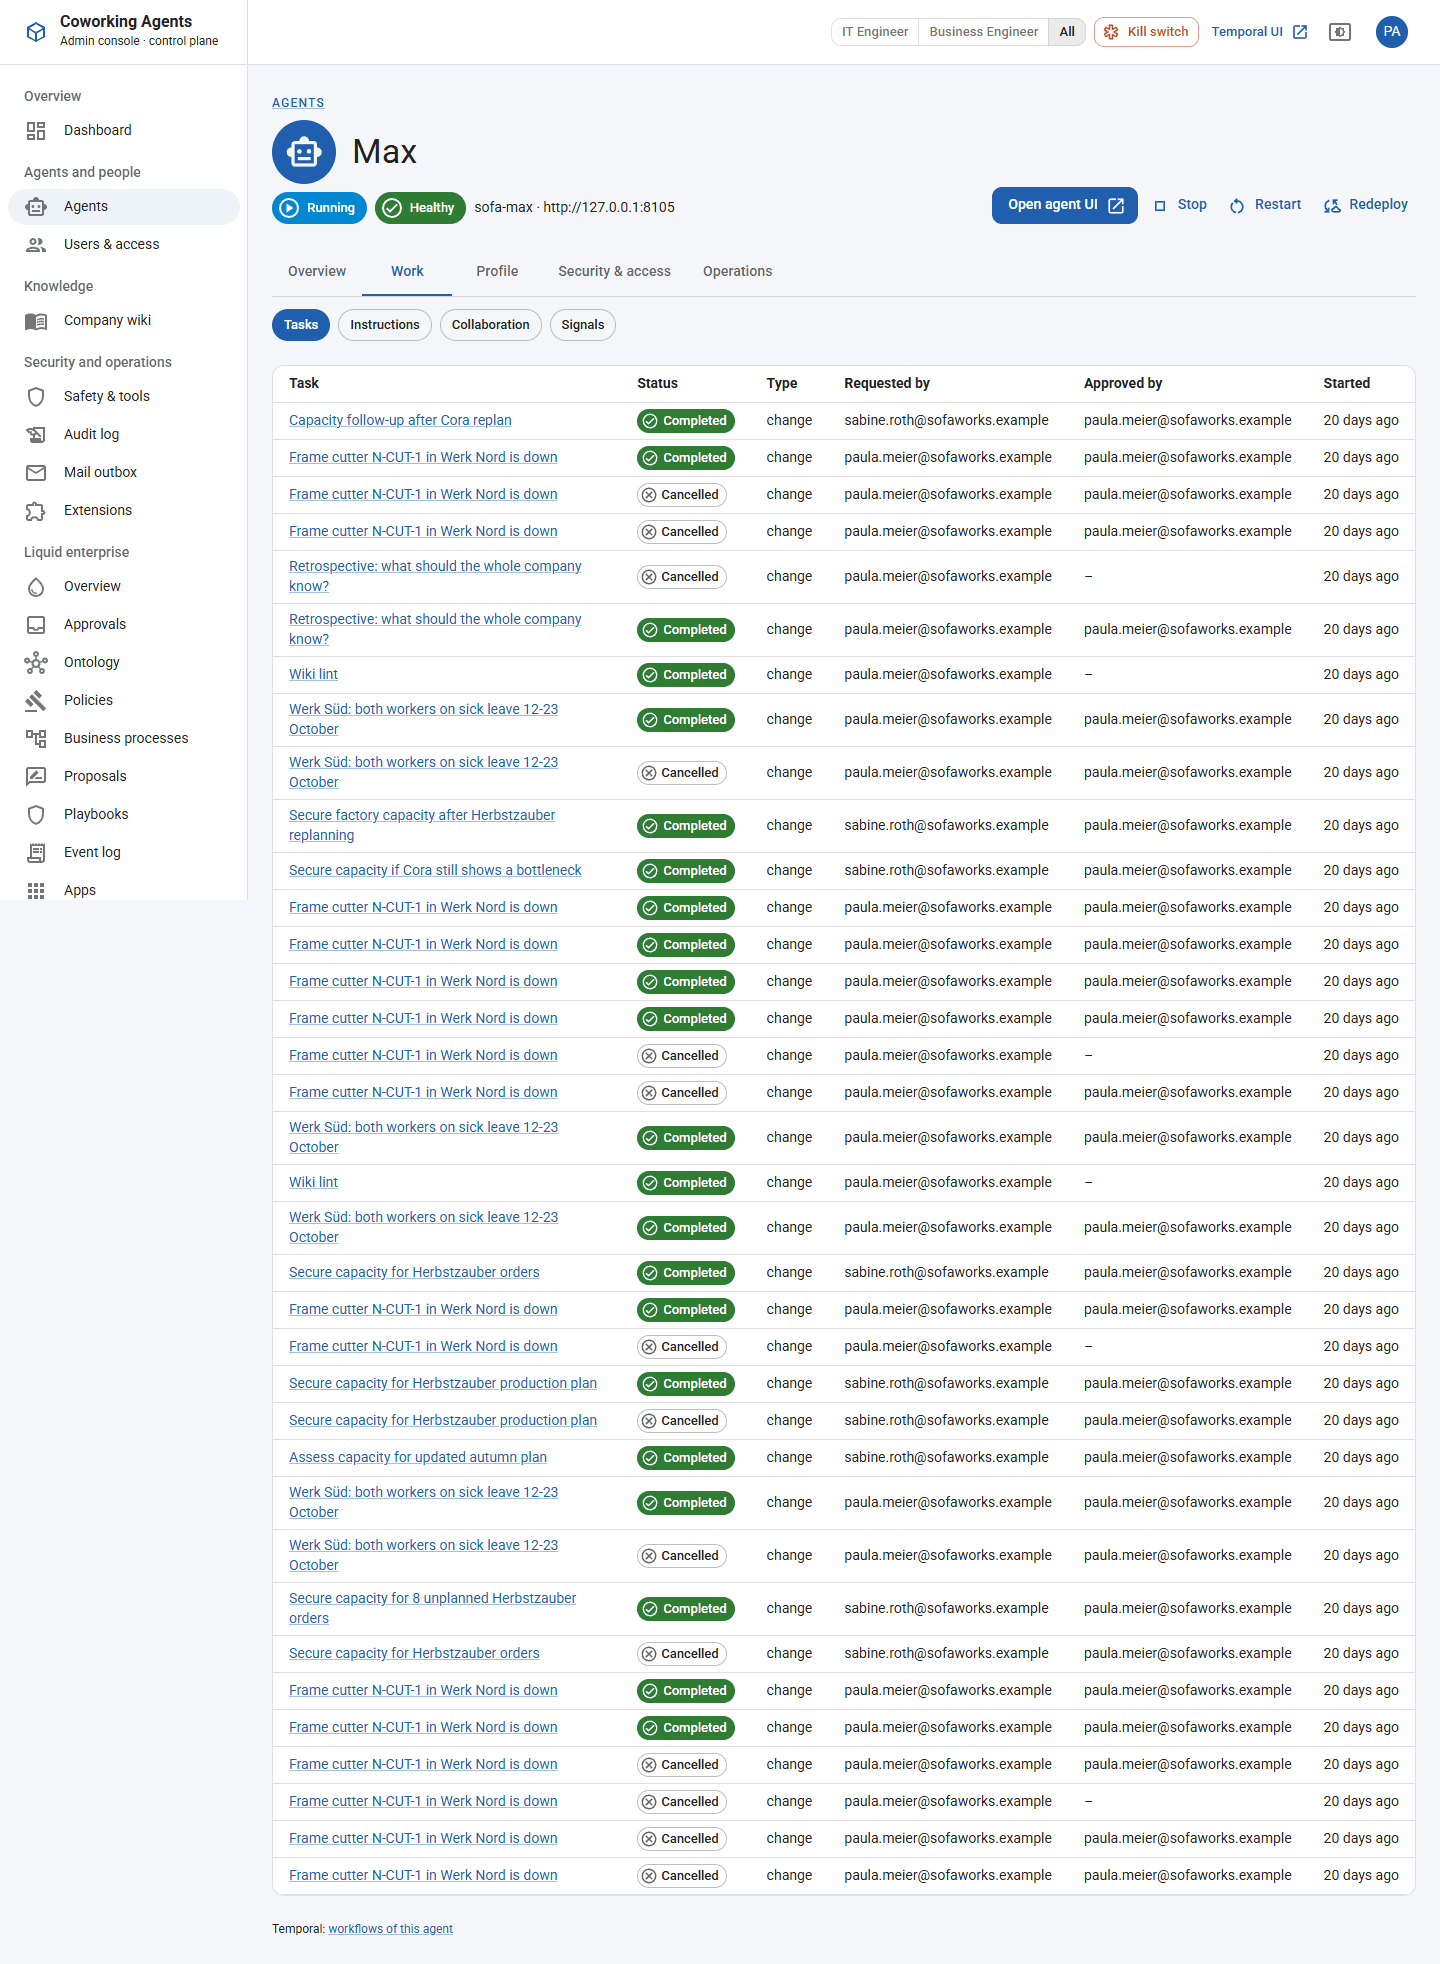 Coworking Agents
Admin console · control plane
IT Engineer
Business Engineer
All
Kill switch
Temporal UI
PA
Overview
Dashboard
Agents and people
Agents
Users & access
Knowledge
Company wiki
Security and operations
Safety & tools
Audit log
Mail outbox
Extensions
Liquid enterprise
Overview
Approvals
Ontology
Policies
Business processes
Proposals
Playbooks
Event log
Apps
AGENTS
Max
Running
Healthy
sofa-max · http://127.0.0.1:8105
Open agent UI
Stop
Restart
Redeploy
Overview
Work
Profile
Security & access
Operations
Tasks
Instructions
Collaboration
Signals
Task Status Type Requested by Approved by Started
Capacity follow-up after Cora replan Completed change sabine.roth@sofaworks.example paula.meier@sofaworks.example 20 days ago
Frame cutter N-CUT-1 in Werk Nord is down Completed change paula.meier@sofaworks.example paula.meier@sofaworks.example 20 days ago
Frame cutter N-CUT-1 in Werk Nord is down Cancelled change paula.meier@sofaworks.example paula.meier@sofaworks.example 20 days ago
Frame cutter N-CUT-1 in Werk Nord is down Cancelled change paula.meier@sofaworks.example paula.meier@sofaworks.example 20 days ago
Retrospective: what should the whole company
know? Cancelled change paula.meier@sofaworks.example – 20 days ago
Retrospective: what should the whole company
know? Completed change paula.meier@sofaworks.example paula.meier@sofaworks.example 20 days ago
Wiki lint Completed change paula.meier@sofaworks.example – 20 days ago
Werk Süd: both workers on sick leave 12-23
October Completed change paula.meier@sofaworks.example paula.meier@sofaworks.example 20 days ago
Werk Süd: both workers on sick leave 12-23
October Cancelled change paula.meier@sofaworks.example paula.meier@sofaworks.example 20 days ago
Secure factory capacity after Herbstzauber
replanning Completed change sabine.roth@sofaworks.example paula.meier@sofaworks.example 20 days ago
Secure capacity if Cora still shows a bottleneck Completed change sabine.roth@sofaworks.example paula.meier@sofaworks.example 20 days ago
Frame cutter N-CUT-1 in Werk Nord is down Completed change paula.meier@sofaworks.example paula.meier@sofaworks.example 20 days ago
Frame cutter N-CUT-1 in Werk Nord is down Completed change paula.meier@sofaworks.example paula.meier@sofaworks.example 20 days ago
Frame cutter N-CUT-1 in Werk Nord is down Completed change paula.meier@sofaworks.example paula.meier@sofaworks.example 20 days ago
Frame cutter N-CUT-1 in Werk Nord is down Completed change paula.meier@sofaworks.example paula.meier@sofaworks.example 20 days ago
Frame cutter N-CUT-1 in Werk Nord is down Cancelled change paula.meier@sofaworks.example – 20 days ago
Frame cutter N-CUT-1 in Werk Nord is down Cancelled change paula.meier@sofaworks.example paula.meier@sofaworks.example 20 days ago
Werk Süd: both workers on sick leave 12-23
October Completed change paula.meier@sofaworks.example paula.meier@sofaworks.example 20 days ago
Wiki lint Completed change paula.meier@sofaworks.example – 20 days ago
Werk Süd: both workers on sick leave 12-23
October Completed change paula.meier@sofaworks.example paula.meier@sofaworks.example 20 days ago
Secure capacity for Herbstzauber orders Completed change sabine.roth@sofaworks.example paula.meier@sofaworks.example 20 days ago
Frame cutter N-CUT-1 in Werk Nord is down Completed change paula.meier@sofaworks.example paula.meier@sofaworks.example 20 days ago
Frame cutter N-CUT-1 in Werk Nord is down Cancelled change paula.meier@sofaworks.example – 20 days ago
Secure capacity for Herbstzauber production plan Completed change sabine.roth@sofaworks.example paula.meier@sofaworks.example 20 days ago
Secure capacity for Herbstzauber production plan Cancelled change sabine.roth@sofaworks.example paula.meier@sofaworks.example 20 days ago
Assess capacity for updated autumn plan Completed change sabine.roth@sofaworks.example paula.meier@sofaworks.example 20 days ago
Werk Süd: both workers on sick leave 12-23
October Completed change paula.meier@sofaworks.example paula.meier@sofaworks.example 20 days ago
Werk Süd: both workers on sick leave 12-23
October Cancelled change paula.meier@sofaworks.example paula.meier@sofaworks.example 20 days ago
Secure capacity for 8 unplanned Herbstzauber
orders Completed change sabine.roth@sofaworks.example paula.meier@sofaworks.example 20 days ago
Secure capacity for Herbstzauber orders Cancelled change sabine.roth@sofaworks.example paula.meier@sofaworks.example 20 days ago
Frame cutter N-CUT-1 in Werk Nord is down Completed change paula.meier@sofaworks.example paula.meier@sofaworks.example 20 days ago
Frame cutter N-CUT-1 in Werk Nord is down Completed change paula.meier@sofaworks.example paula.meier@sofaworks.example 20 days ago
Frame cutter N-CUT-1 in Werk Nord is down Cancelled change paula.meier@sofaworks.example paula.meier@sofaworks.example 20 days ago
Frame cutter N-CUT-1 in Werk Nord is down Cancelled change paula.meier@sofaworks.example – 20 days ago
Frame cutter N-CUT-1 in Werk Nord is down Cancelled change paula.meier@sofaworks.example paula.meier@sofaworks.example 20 days ago
Frame cutter N-CUT-1 in Werk Nord is down Cancelled change paula.meier@sofaworks.example paula.meier@sofaworks.example 20 days ago
Temporal: workflows of this agent